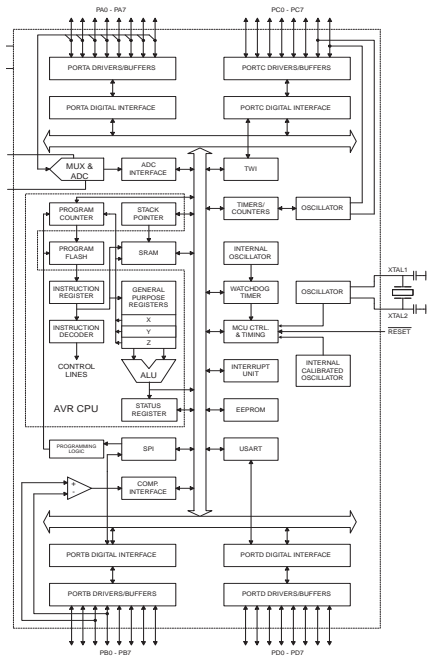 PA0 - PA7
PC0 - PC7
PORTA DRIVERS/BUFFERS
PORTC DRIVERS/BUFFERS
PORTA DIGITAL INTERFACE
PORTC DIGITAL INTERFACE
MUX &
ADC
ADC
INTERFACE
TWI
PROGRAM
COUNTER
STACK
POINTER
TIMERS/
COUNTERS
OSCILLATOR
PROGRAM
FLASH
SRAM
INTERNAL
OSCILLATOR
XTAL1
INSTRUCTION
REGISTER
GENERAL
PURPOSE
REGISTERS
WATCHDOG
TIMER
OSCILLATOR
X
Y
Z
XTAL2
INSTRUCTION
DECODER
MCU CTRL.
& TIMING
RESET
CONTROL
LINES
ALU
INTERRUPT
UNIT
INTERNAL
CALIBRATED
OSCILLATOR
AVR CPU
STATUS
REGISTER
EEPROM
PROGRAMMING
LOGIC
SPI
USART
+
-
COMP.
INTERFACE
PORTB DIGITAL INTERFACE
PORTD DIGITAL INTERFACE
PORTB DRIVERS/BUFFERS
PORTD DRIVERS/BUFFERS
PB0 - PB7
PD0 - PD7